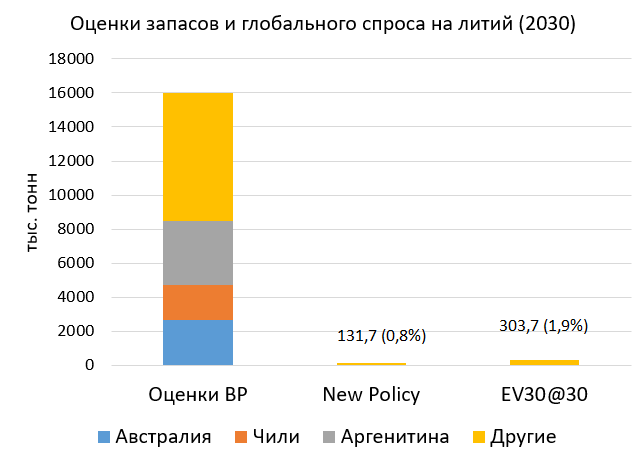 Оценки запасов и глобального спроса на литий (2030)
тыс. тонн
18000
16000
14000
12000
10000
8000
6000
4000
2000
0
131,7 (0,8%)
303,7 (1,9%)
Оценки BP
New Policy
EV30@30
Австралия
Чили
Аргенитина
Другие